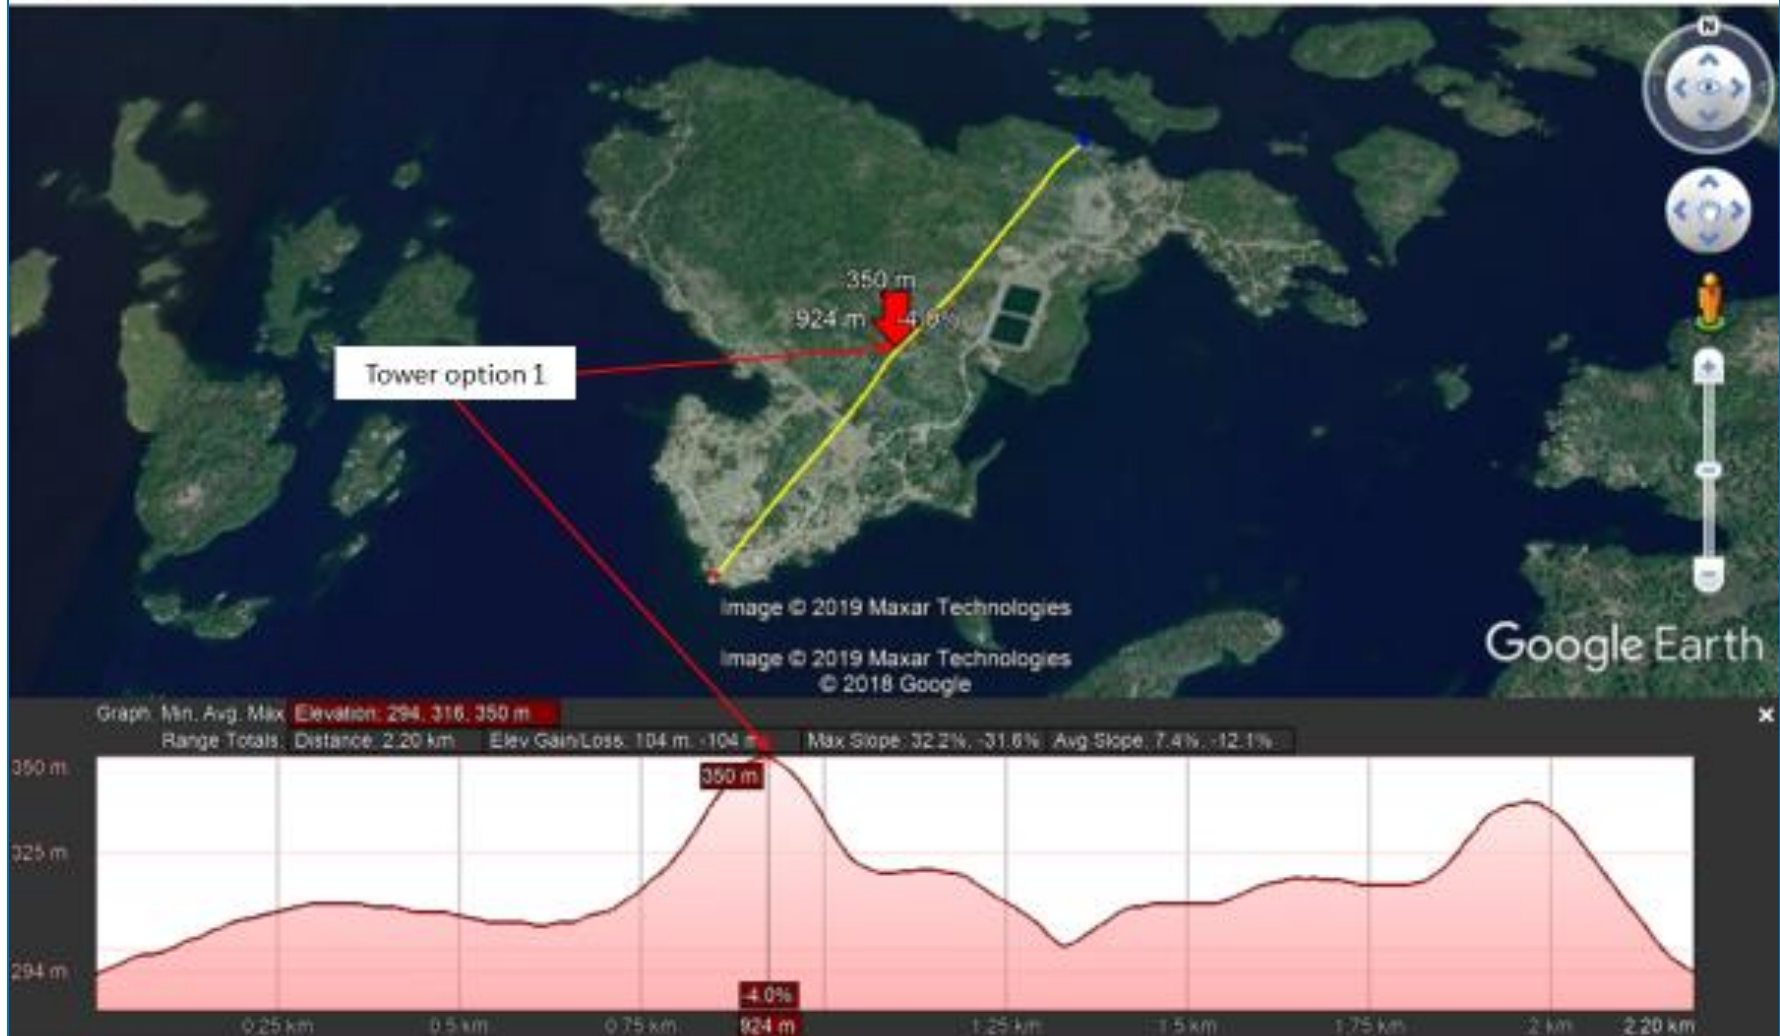 N
350 m
924 m -4.0%
Tower option 1
Image © 2019 Maxar Technologies
Image © 2019 Maxar Technologies
© 2018 Google
Google Earth
Graph: Min, Avg, Max Elevation: 294, 316, 350 m
Range Totals: Distance: 2.20 km Elev Gain/Loss: 104 m, -104 m Max Slope: 32.2%, -31.6% Avg Slope: 7.4%, -12.1%
350 m
350 m
325 m
294 m
-4.0%
0.25 km 0.5 km 0.75 km 924 m 1.25 km 1.5 km 1.75 km 2 km 2.20 km